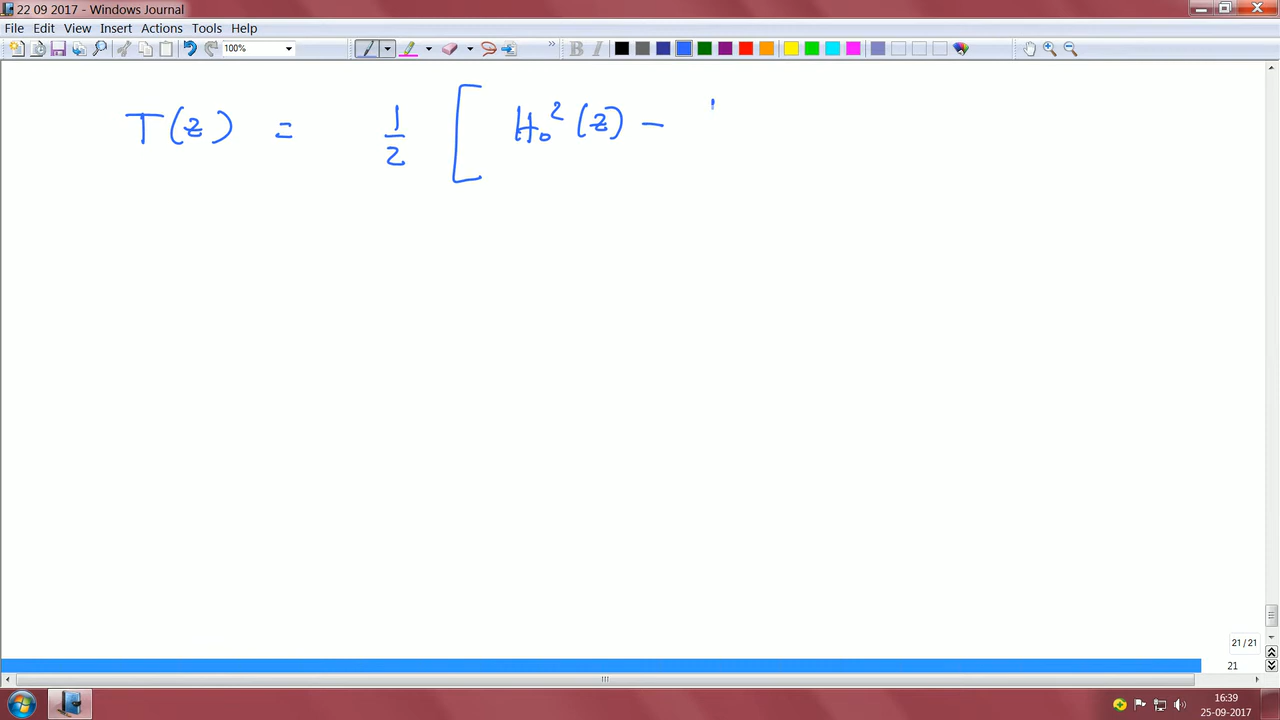 22 09 2017 - Windows Journal
File Edit View Insert Actions Tools Help
100%
B I
T(z) = 1/2 [ H₀²(z) -
21 / 21
21
16:39
25-09-2017